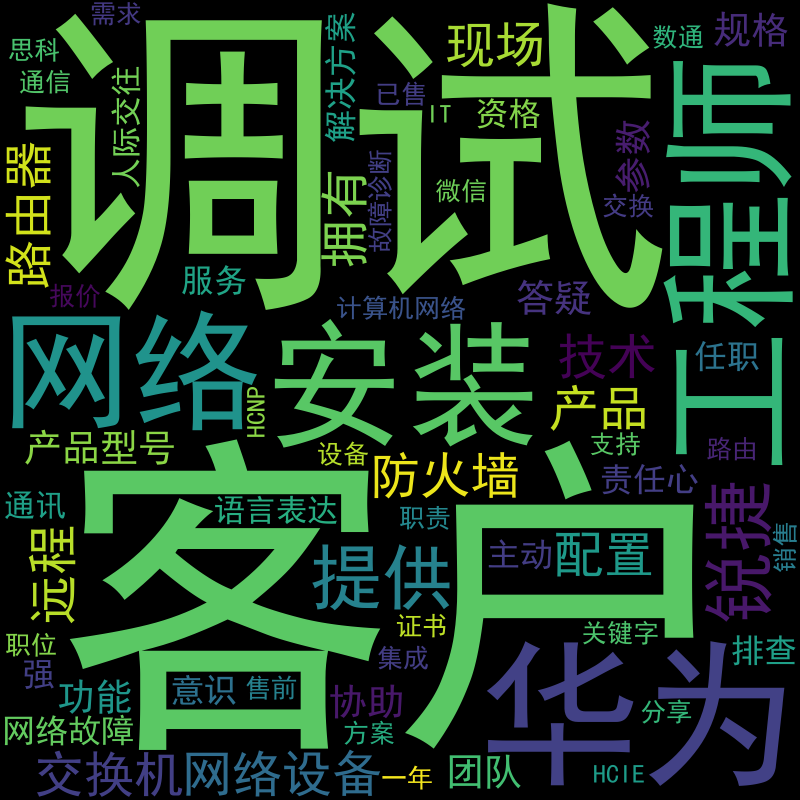 需求
思科
通信
人际交往
调试
解决方案
已售
IT
现场
资格
数通
规格
工程师
路由器
拥有
故障诊断
微信
参数
交换
报价
服务
计算机网络
答疑
网络
安装
技术
任职
HCNP
产品
产品型号
设备
防火墙
支持
路由
责任心
通讯
语言表达
职责
客户
锐捷
销售
远程
提供
主动
配置
证书
关键字
职位
集成
华为
排查
强
功能
意识
售前
协助
分享
网络故障
方案
交换机
网络设备
一年
团队
HCIE